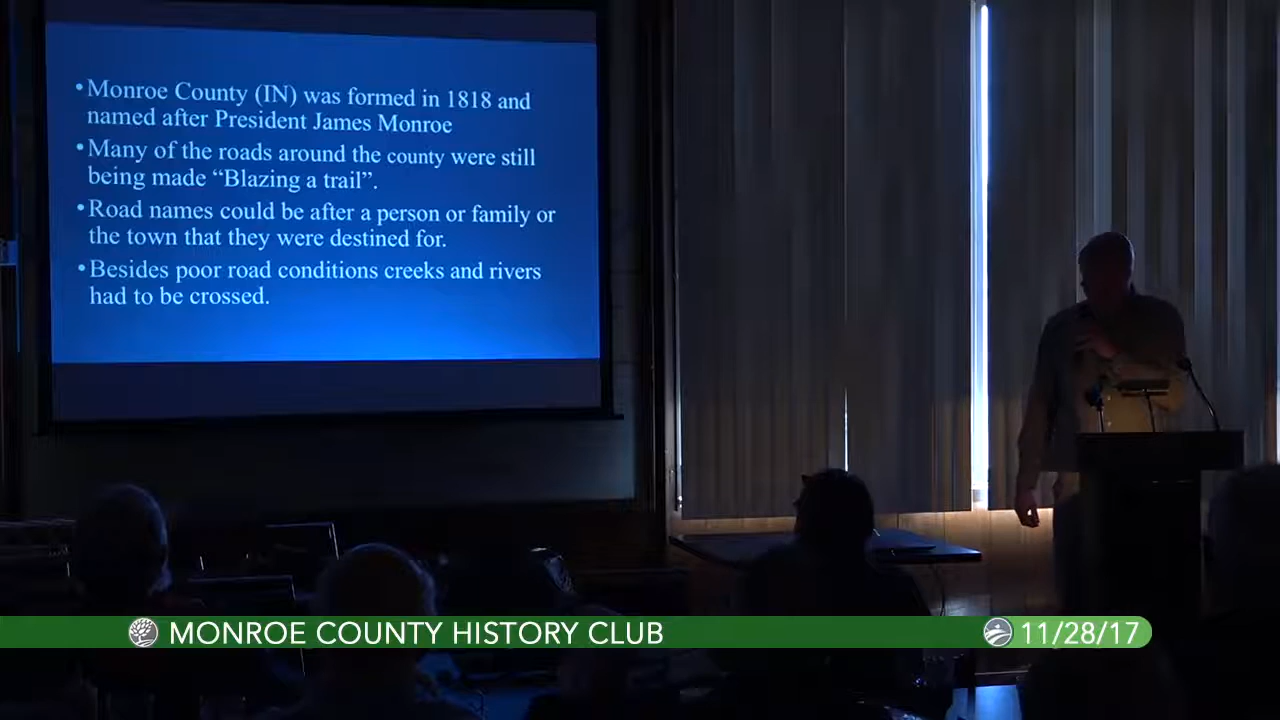 •Monroe County (IN) was formed in 1818 and
named after President James Monroe
•Many of the roads around the county were still
being made “Blazing a trail”.
•Road names could be after a person or family or
the town that they were destined for.
•Besides poor road conditions creeks and rivers
had to be crossed.
MONROE COUNTY HISTORY CLUB
11/28/17